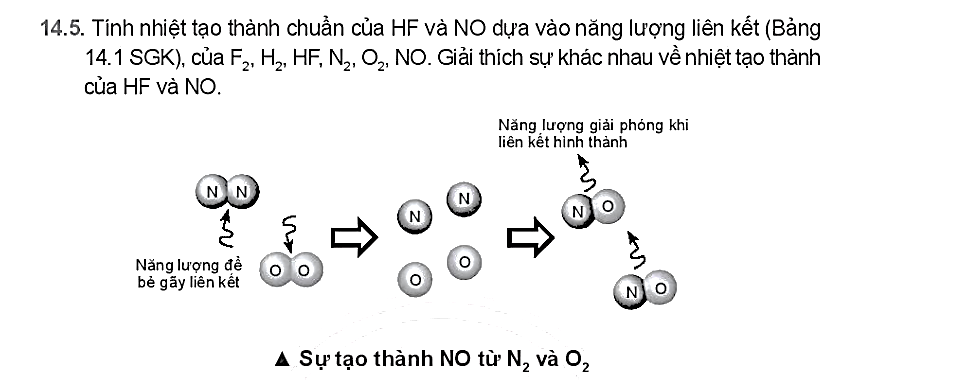 14.5. Tính nhiệt tạo thành chuẩn của HF và NO dựa vào năng lượng liên kết (Bảng
14.1 SGK), của F₂, H₂, HF, N₂, O₂, NO. Giải thích sự khác nhau về nhiệt tạo thành
của HF và NO.
Năng lượng giải phóng khi
liên kết hình thành
N N
N
N
N O
O O
O
O
Năng lượng để
bẻ gãy liên kết
N O
▲ Sự tạo thành NO từ N₂ và O₂